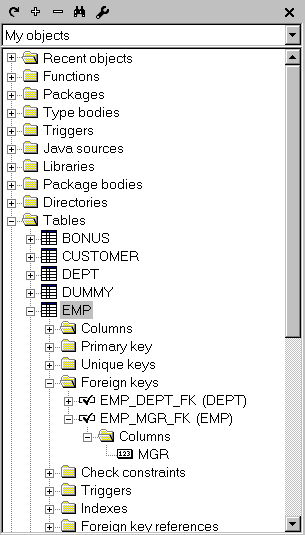 My objects
Recent objects
Functions
Packages
Type bodies
Triggers
Java sources
Libraries
Package bodies
Directories
Tables
BONUS
CUSTOMER
DEPT
DUMMY
EMP
Columns
Primary key
Unique keys
Foreign keys
EMP_DEPT_FK (DEPT)
EMP_MGR_FK (EMP)
Columns
123 MGR
Check constraints
Triggers
Indexes
Foreign key references